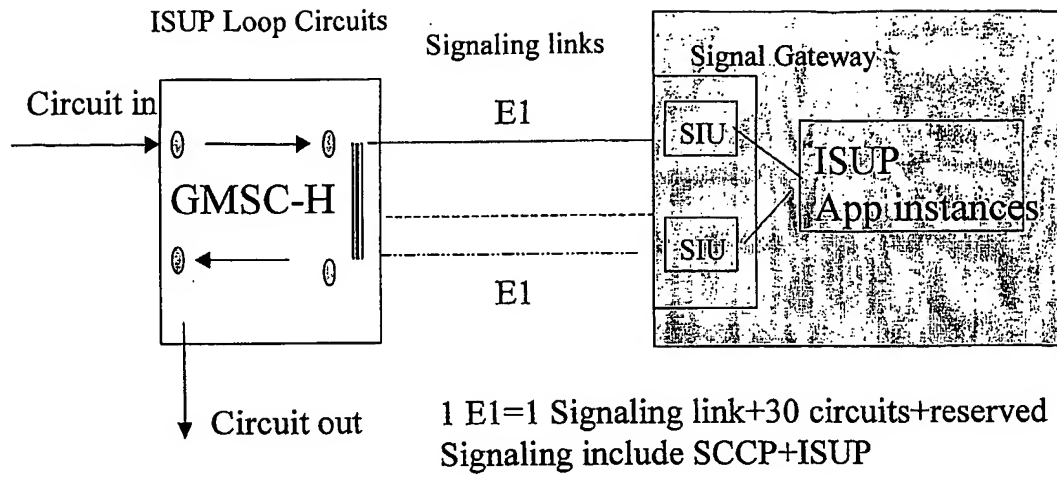 ISUP Loop Circuits
Signaling links
Signal Gateway
Circuit in
E1
SIU
ISUP
App instances
GMSC-H
SIU
E1
Circuit out
1 E1=1 Signaling link+30 circuits+reserved
Signaling include SCCP+ISUP